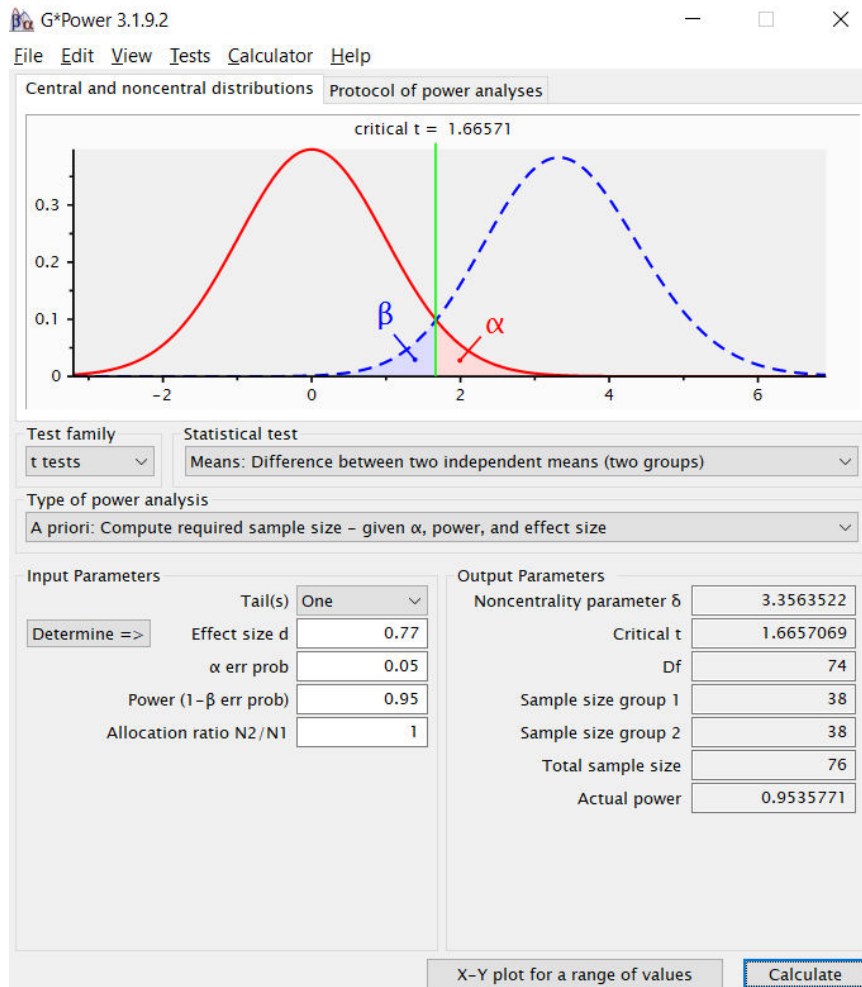 G*Power 3.1.9.2
File Edit View Tests Calculator Help
Central and noncentral distributions Protocol of power analyses
critical t = 1.66571
0.3
0.2
0.1
0
β
α
-2 0 2 4 6
Test family Statistical test
t tests Means: Difference between two independent means (two groups)
Type of power analysis
A priori: Compute required sample size – given α, power, and effect size
Input Parameters
Tail(s) One
Determine => Effect size d 0.77
α err prob 0.05
Power (1-β err prob) 0.95
Allocation ratio N2/N1 1
Output Parameters
Noncentrality parameter δ 3.3563522
Critical t 1.6657069
Df 74
Sample size group 1 38
Sample size group 2 38
Total sample size 76
Actual power 0.9535771
X-Y plot for a range of values Calculate